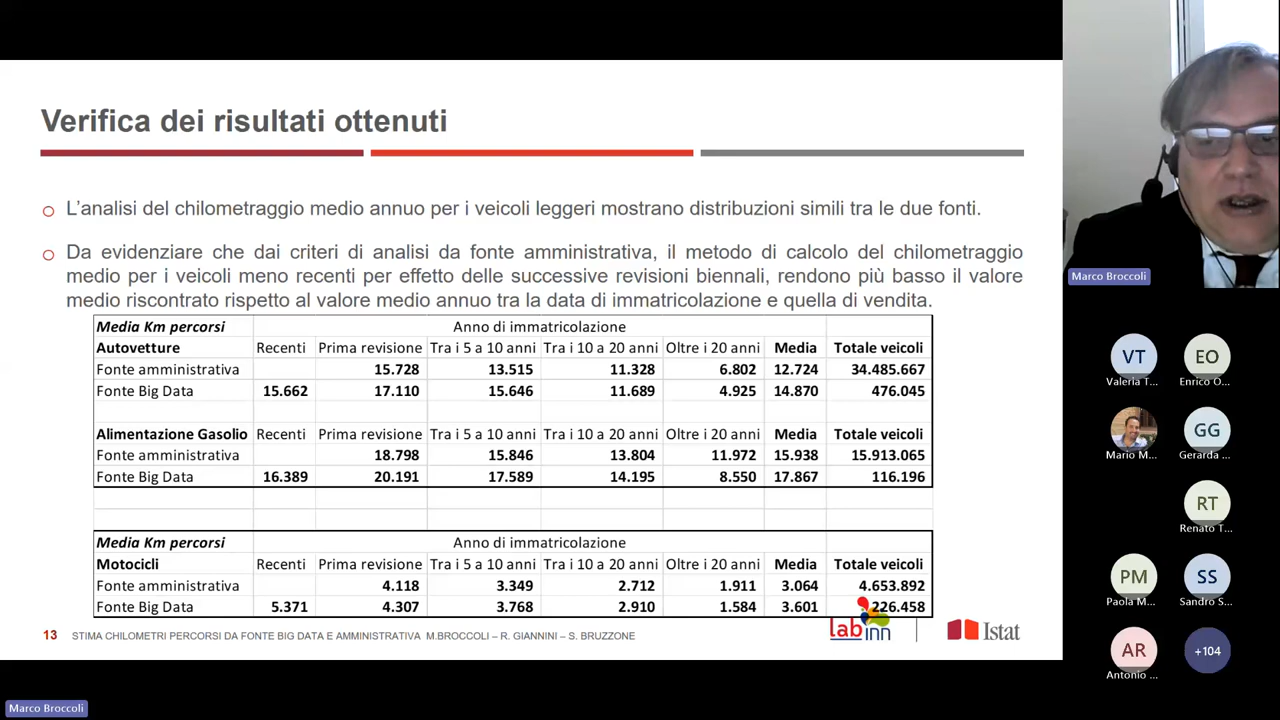 Verifica dei risultati ottenuti
L'analisi del chilometraggio medio annuo per i veicoli leggeri mostrano distribuzioni simili tra le due fonti.
Da evidenziare che dai criteri di analisi da fonte amministrativa, il metodo di calcolo del chilometraggio
medio per i veicoli meno recenti per effetto delle successive revisioni biennali, rendono più basso il valore
medio riscontrato rispetto al valore medio annuo tra la data di immatricolazione e quella di vendita.
Media Km percorsi Anno di immatricolazione
Autovetture Recenti Prima revisione Tra i 5 a 10 anni Tra i 10 a 20 anni Oltre i 20 anni Media Totale veicoli
Fonte amministrativa 15.728 13.515 11.328 6.802 12.724 34.485.667
Fonte Big Data 15.662 17.110 15.646 11.689 4.925 14.870 476.045
Alimentazione Gasolio Recenti Prima revisione Tra i 5 a 10 anni Tra i 10 a 20 anni Oltre i 20 anni Media Totale veicoli
Fonte amministrativa 18.798 15.846 13.804 11.972 15.938 15.913.065
Fonte Big Data 16.389 20.191 17.589 14.195 8.550 17.867 116.196
Media Km percorsi Anno di immatricolazione
Motocicli Recenti Prima revisione Tra i 5 a 10 anni Tra i 10 a 20 anni Oltre i 20 anni Media Totale veicoli
Fonte amministrativa 4.118 3.349 2.712 1.911 3.064 4.653.892
Fonte Big Data 5.371 4.307 3.768 2.910 1.584 3.601 226.458
13 STIMA CHILOMETRI PERCORSI DA FONTE BIG DATA E AMMINISTRATIVA M.BROCCOLI – R. GIANNINI – S. BRUZZONE
lab inn
Istat
Marco Broccoli
VT
EO
Valeria T...
Enrico O...
GG
Mario M...
Gerarda ...
RT
Renato T...
PM
SS
Paola M...
Sandro S...
AR
+104
Antonio ...
Marco Broccoli